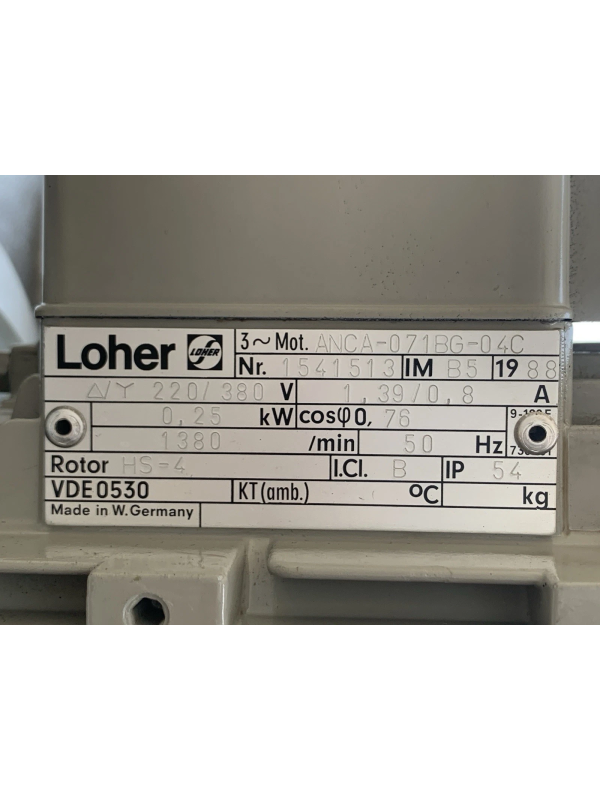 Loher LOHER
3~ Mot. ANCA-071BG-04C
Nr. 1541513 IM B5 1988
△/Y 220/380 V 1,39/0,8 A
0,25 kW cosφ 0,76
1380 /min 50 Hz
Rotor HS-4 I.Cl. B IP 54
VDE 0530 KT (amb.) °C kg
Made in W. Germany